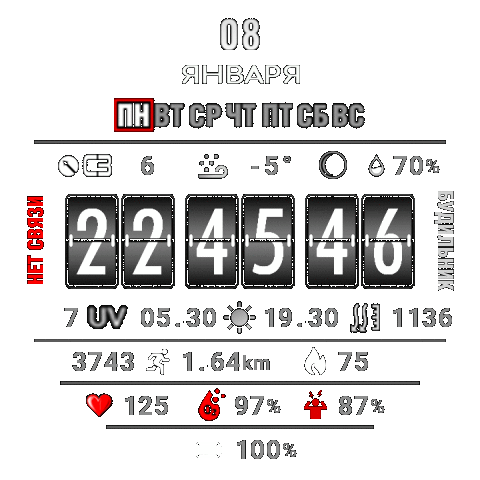 08
ЯНВАРЯ
ПН ВТ СР ЧТ ПТ СБ ВС
6 -5° 70%
НЕТ СВЯЗИ
22 45 46
БУДИЛЬНИК
7 UV 05.30 19.30 1136
3743 1.64km 75
125 97% 87%
100%